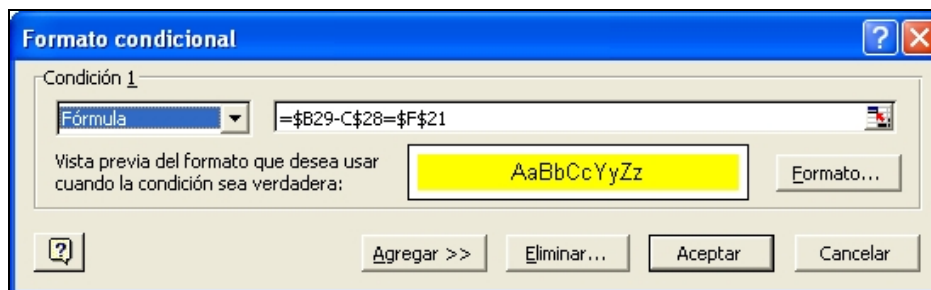 Formato condicional
Condición 1
Fórmula =$B29-C$28=$F$21
Vista previa del formato que desea usar
cuando la condición sea verdadera:
AaBbCcYyZz
Formato...
Agregar >> Eliminar... Aceptar Cancelar